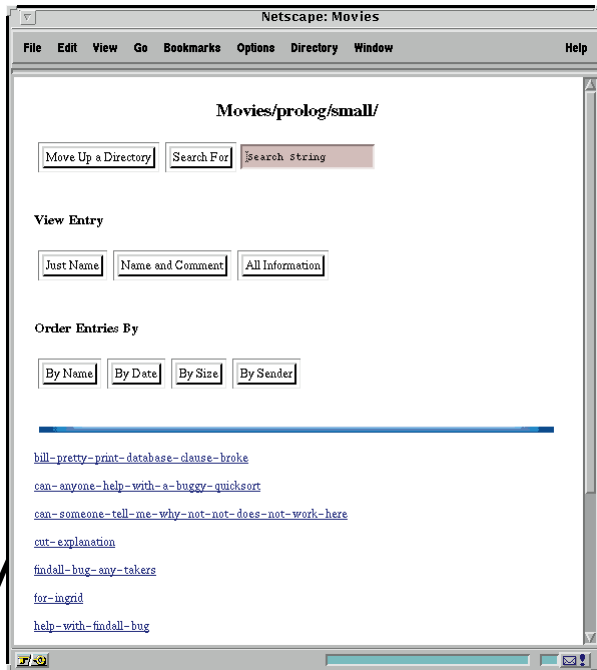 Netscape: Movies
File Edit View Go Bookmarks Options Directory Window Help
Movies/prolog/small/
Move Up a Directory Search For Search String
View Entry
Just Name Name and Comment All Information
Order Entries By
By Name By Date By Size By Sender
bill-pretty-print-database-clause-broke
can-anyone-help-with-a-buggy-quicksort
can-someone-tell-me-why-not-not-does-not-work-here
cut-explanation
findall-bug-any-takers
for-ingrid
help-with-findall-bug